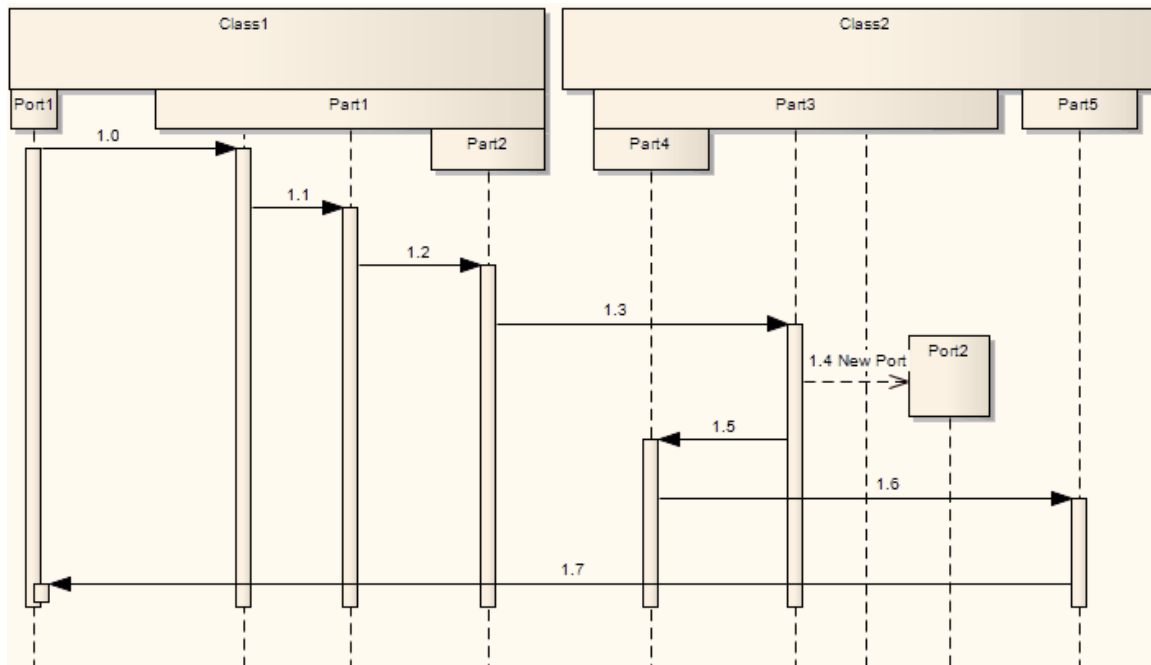 Class1
Class2
Port1
Part1
Part3
Part5
Part2
Part4
1.0
1.1
1.2
1.3
Port2
1.4 New Port
1.5
1.6
1.7